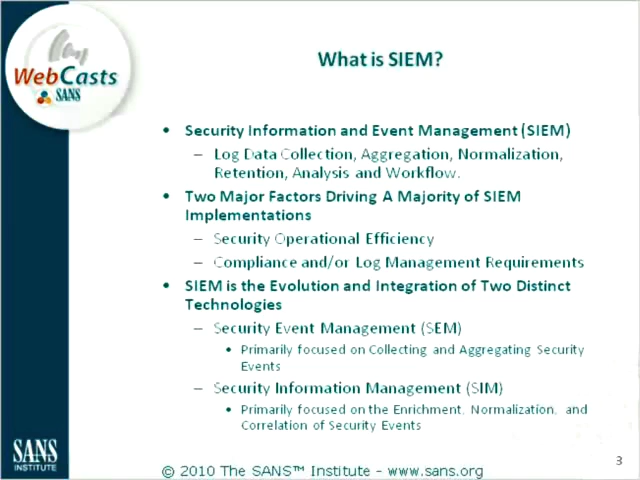 WebCasts
SANS
What is SIEM?
• Security Information and Event Management (SIEM)
– Log Data Collection, Aggregation, Normalization,
Retention, Analysis and Workflow.
• Two Major Factors Driving A Majority of SIEM
Implementations
– Security Operational Efficiency
– Compliance and/or Log Management Requirements
• SIEM is the Evolution and Integration of Two Distinct
Technologies
– Security Event Management (SEM)
• Primarily focused on Collecting and Aggregating Security
Events
– Security Information Management (SIM)
• Primarily focused on the Enrichment, Normalization, and
Correlation of Security Events
SANS
INSTITUTE
© 2010 The SANS™ Institute - www.sans.org
3